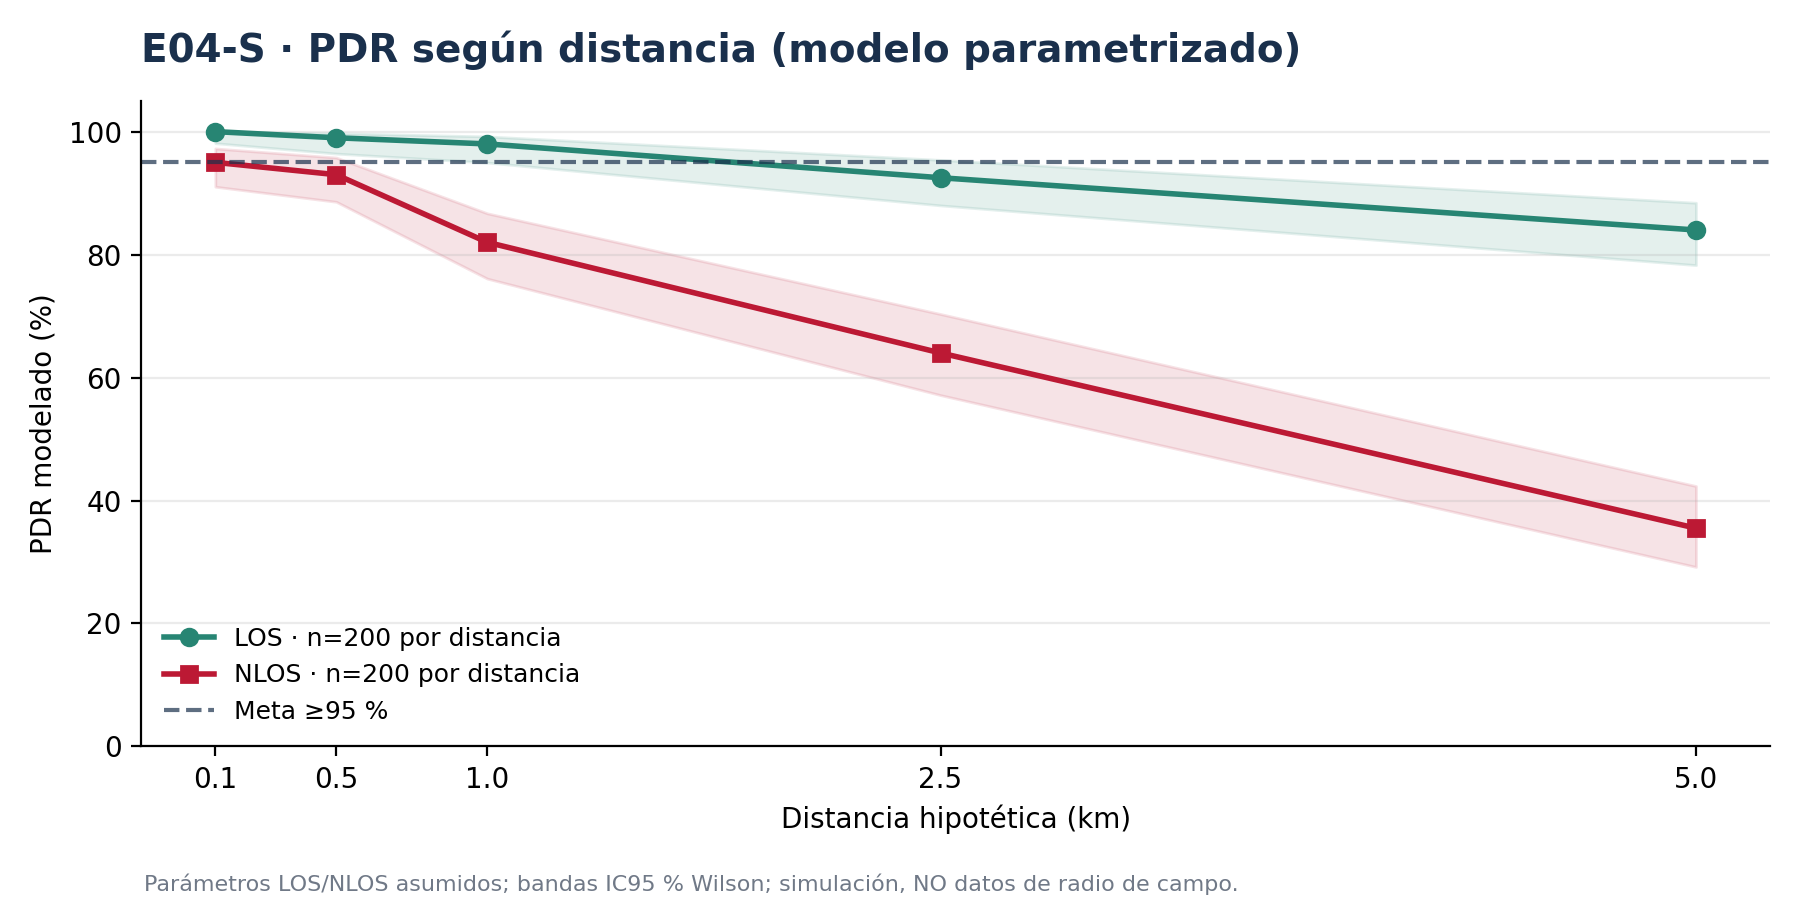 E04-S · PDR según distancia (modelo parametrizado)
PDR modelado (%)
100
80
60
40
20
0
LOS · n=200 por distancia
NLOS · n=200 por distancia
Meta ≥95 %
0.1 0.5 1.0 2.5 5.0
Distancia hipotética (km)
Parámetros LOS/NLOS asumidos; bandas IC95 % Wilson; simulación, NO datos de radio de campo.